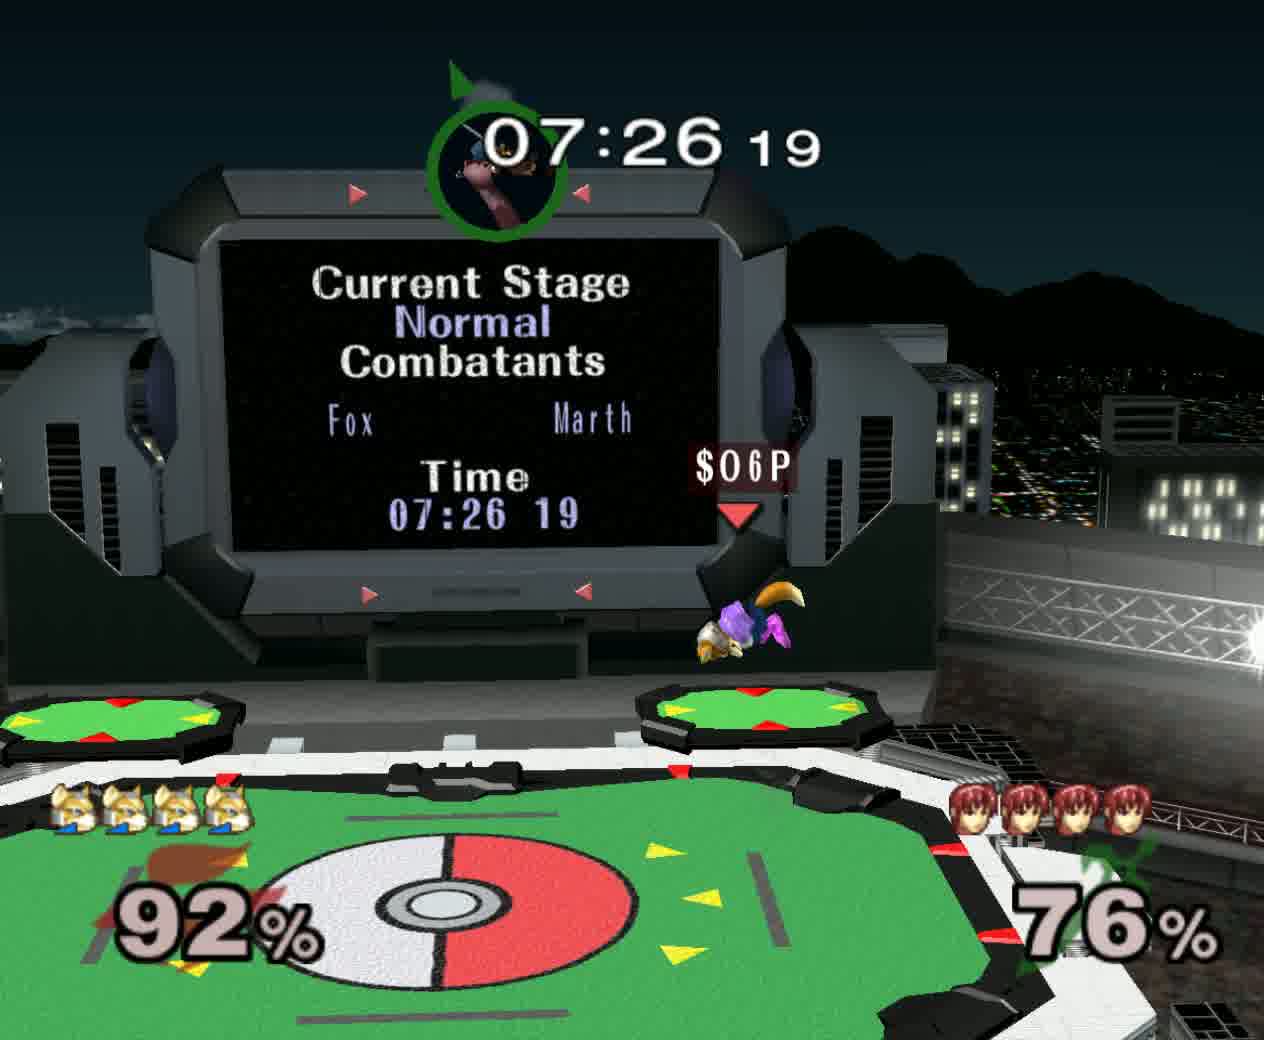 07:26 19
Current Stage
Normal
Combatants
Fox Marth
Time
07:26 19
$06P
92%
76%